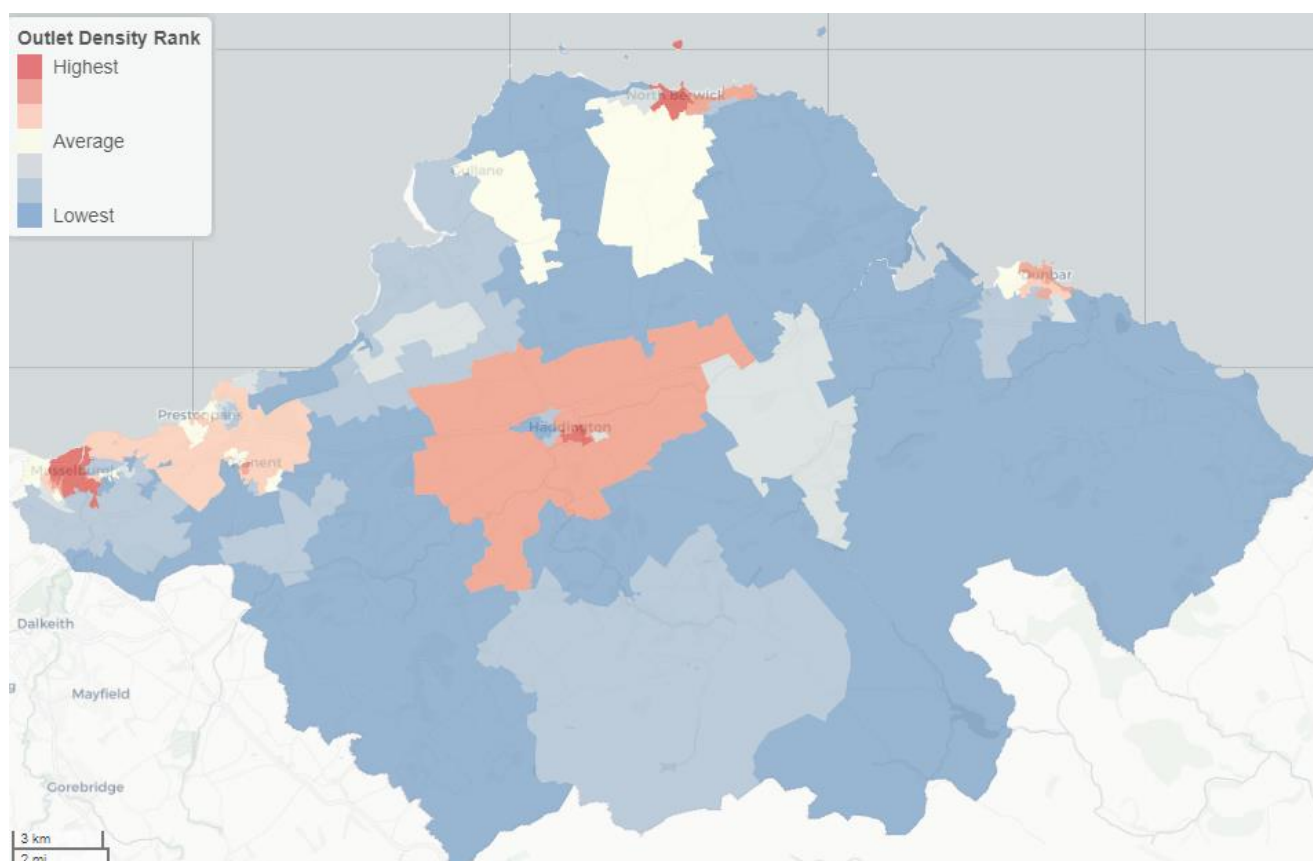 Outlet Density Rank
Highest
Average
Lowest
North Berwick
Gullane
Dunbar
Haddington
Prestonpans
Tranent
Musselburgh
Dalkeith
Mayfield
Gorebridge
3 km
2 mi